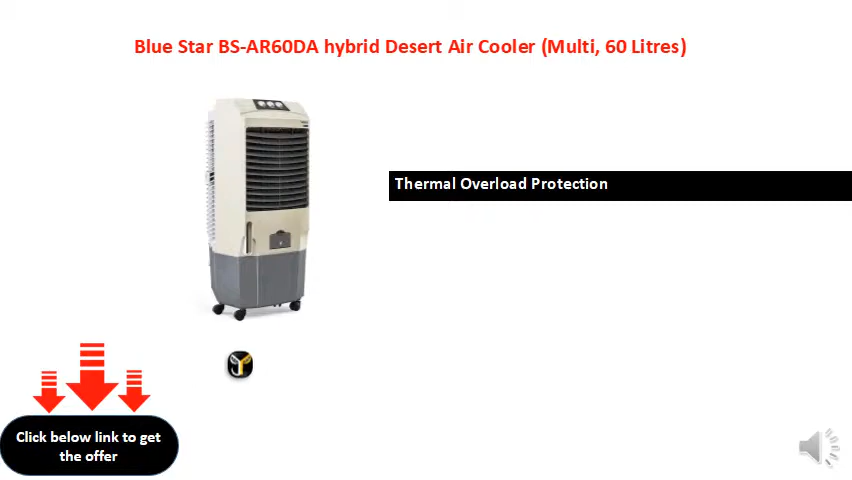 Blue Star BS-AR60DA hybrid Desert Air Cooler (Multi, 60 Litres)
Thermal Overload Protection
Click below link to get
the offer